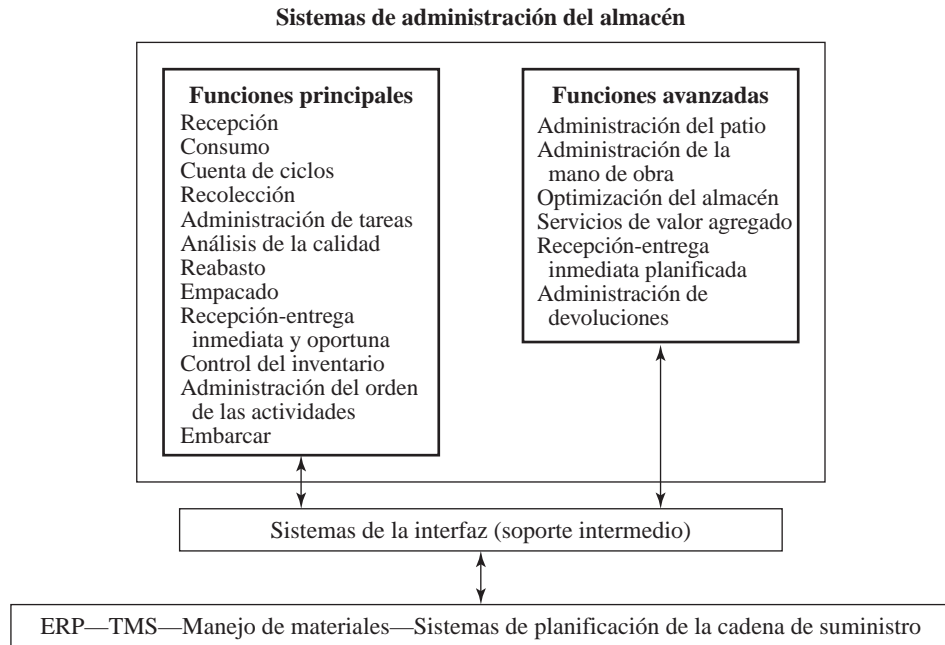 Sistemas de administración del almacén
Funciones principales
Recepción
Consumo
Cuenta de ciclos
Recolección
Administración de tareas
Análisis de la calidad
Reabasto
Empacado
Recepción-entrega
inmediata y oportuna
Control del inventario
Administración del orden
de las actividades
Embarcar
Funciones avanzadas
Administración del patio
Administración de la
mano de obra
Optimización del almacén
Servicios de valor agregado
Recepción-entrega
inmediata planificada
Administración de
devoluciones
Sistemas de la interfaz (soporte intermedio)
ERP—TMS—Manejo de materiales—Sistemas de planificación de la cadena de suministro